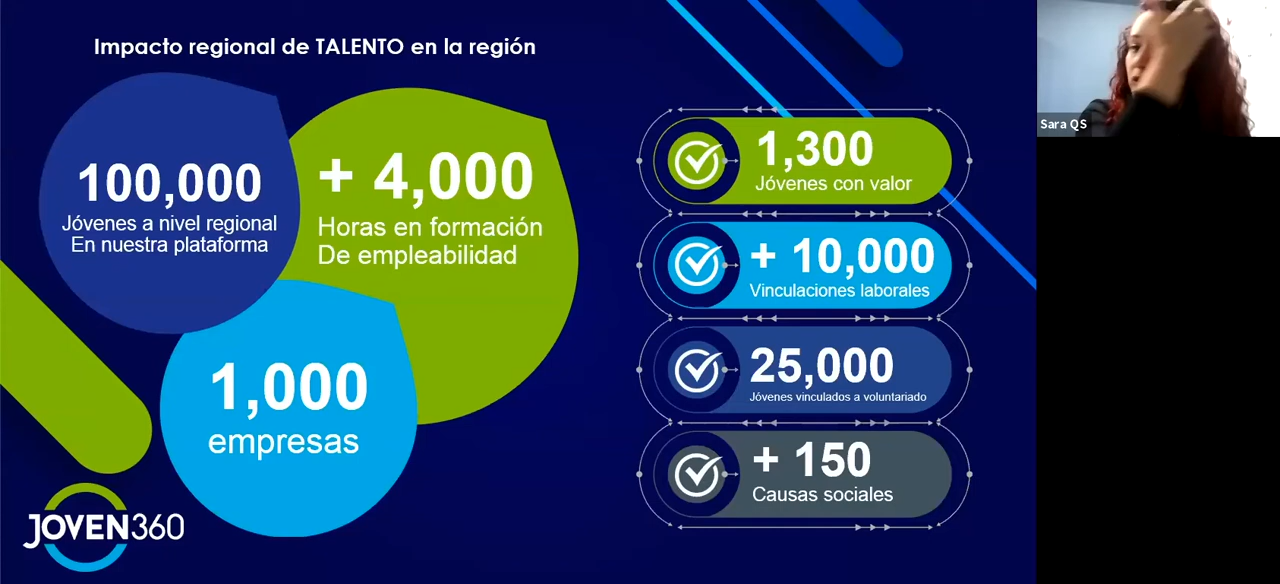 Impacto regional de TALENTO en la región
100,000
Jóvenes a nivel regional
En nuestra plataforma
+ 4,000
Horas en formación
De empleabilidad
1,000
empresas
1,300
Jóvenes con valor
+ 10,000
Vinculaciones laborales
25,000
Jóvenes vinculados a voluntariado
+ 150
Causas sociales
JOVEN360
Sara QS